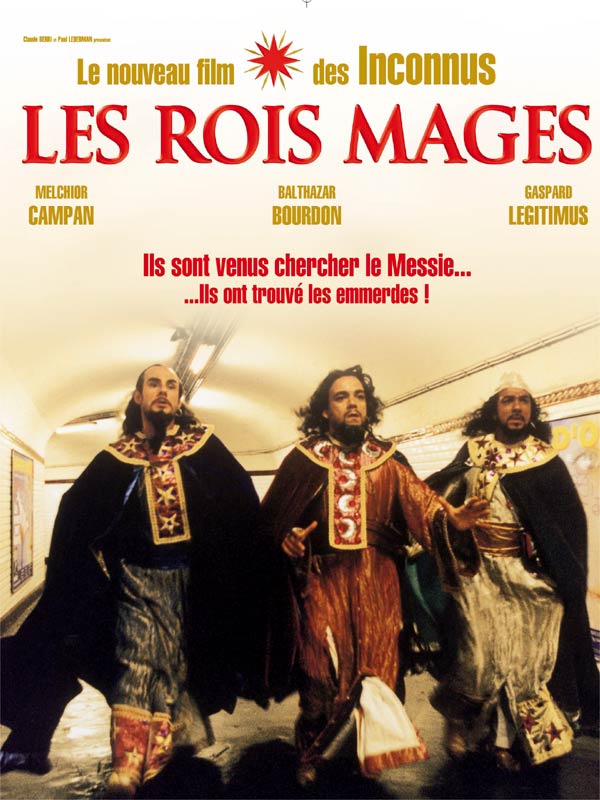 Claude BERRI et Paul LEDERMAN présentent
Le nouveau film des Inconnus
LES ROIS MAGES
MELCHIOR BALTHAZAR GASPARD
CAMPAN BOURDON LEGITIMUS
Ils sont venus chercher le Messie...
...Ils ont trouvé les emmerdes !